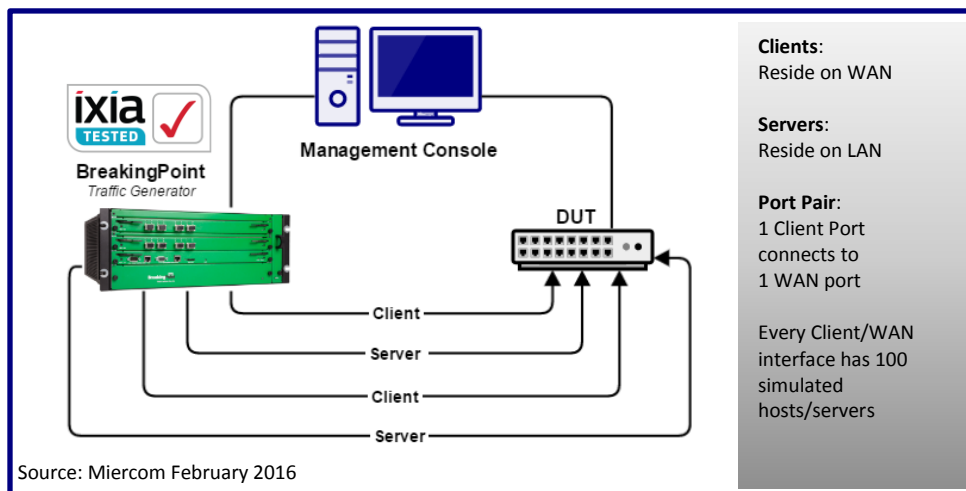 ixia
TESTED
BreakingPoint
Traffic Generator
Management Console
DUT
Breaking
Client
Server
Client
Server
Source: Miercom February 2016
Clients:
Reside on WAN
Servers:
Reside on LAN
Port Pair:
1 Client Port
connects to
1 WAN port
Every Client/WAN
interface has 100
simulated
hosts/servers